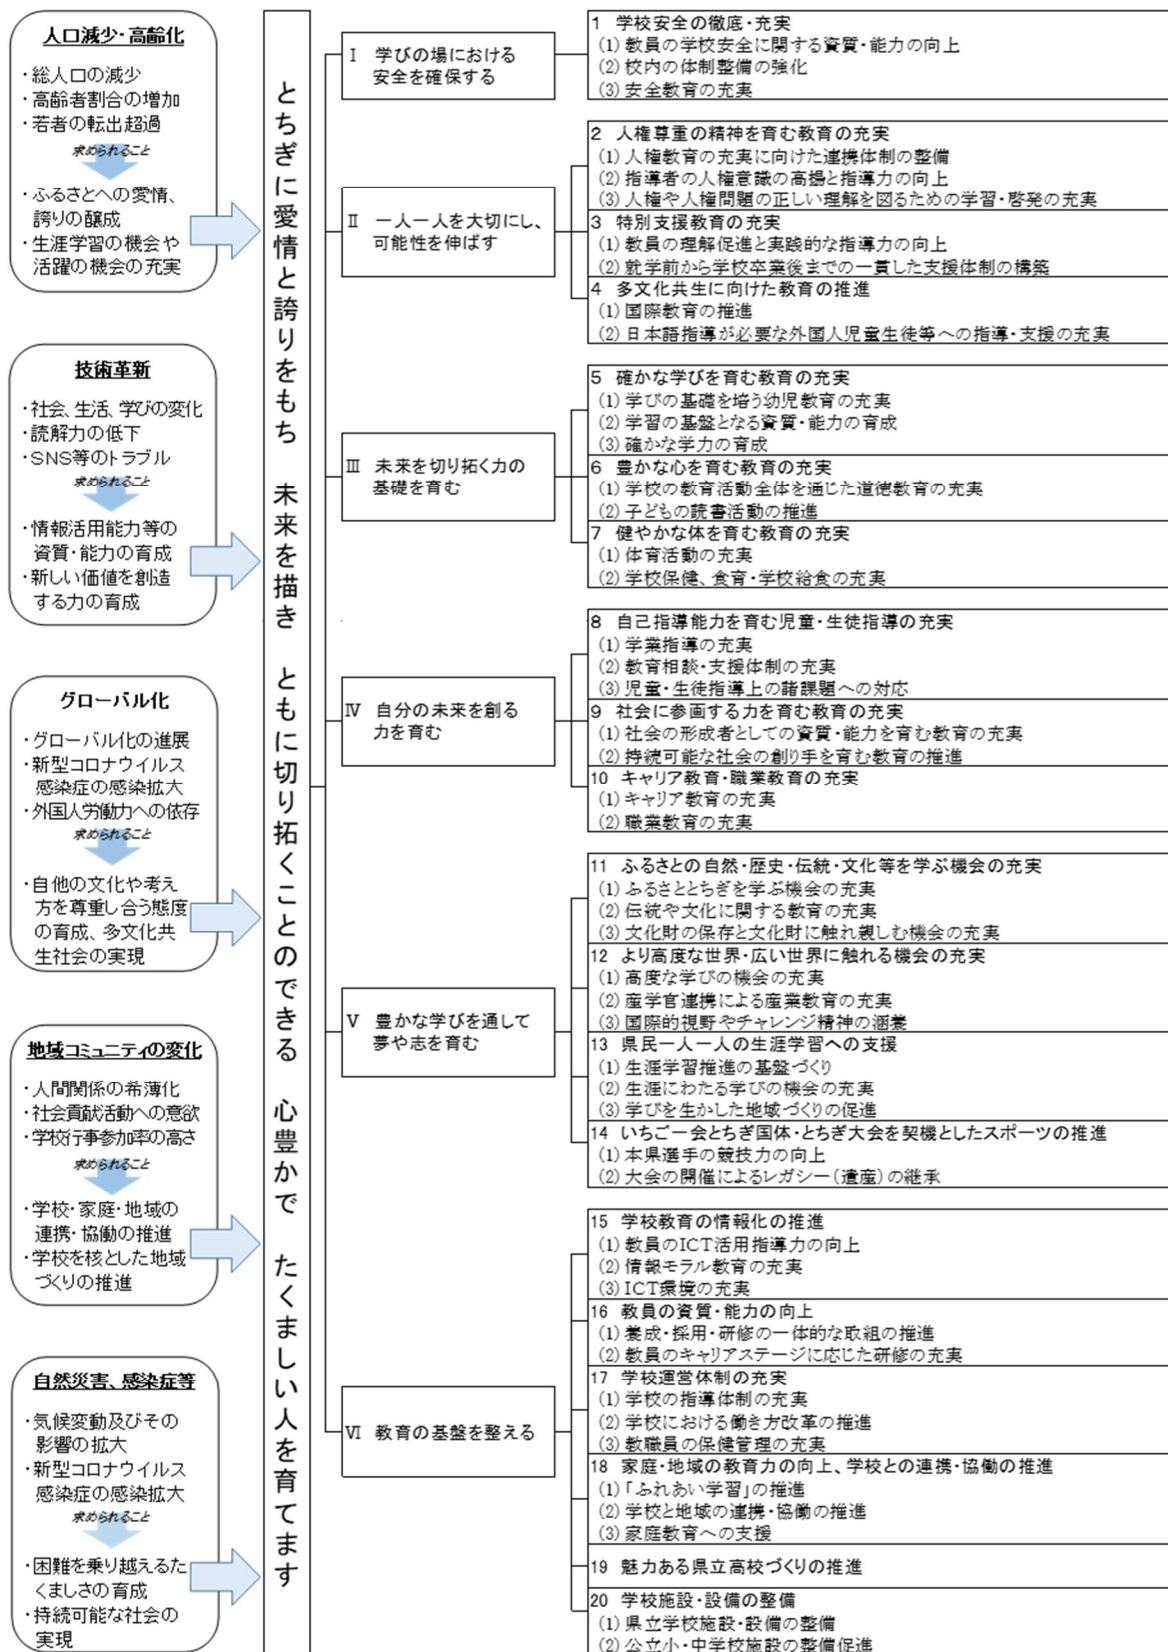 人口減少・高齢化
・総人口の減少
・高齢者割合の増加
・若者の転出超過
求められること
・ふるさとへの愛情、
誇りの醸成
・生涯学習の機会や
活躍の機会の充実
技術革新
・社会、生活、学びの変化
・読解力の低下
・SNS等のトラブル
求められること
・情報活用能力等の
資質・能力の育成
・新しい価値を創造
する力の育成
グローバル化
・グローバル化の進展
・新型コロナウイルス
感染症の感染拡大
・外国人労働力への依存
求められること
・自他の文化や考え
方を尊重し合う態度
の育成、多文化共
生社会の実現
地域コミュニティの変化
・人間関係の希薄化
・社会貢献活動への意欲
・学校行事参加率の高さ
求められること
・学校・家庭・地域の
連携・協働の推進
・学校を核とした地域
づくりの推進
自然災害、感染症等
・気候変動及びその
影響の拡大
・新型コロナウイルス
感染症の感染拡大
求められること
・困難を乗り越えるた
くましさの育成
・持続可能な社会の
実現
とちぎに愛情と誇りをもち 未来を描き ともに切り拓くことのできる 心豊かで たくましい人を育てます
Ⅰ 学びの場における
安全を確保する
1 学校安全の徹底・充実
(1) 教員の学校安全に関する資質・能力の向上
(2) 校内の体制整備の強化
(3) 安全教育の充実
Ⅱ 一人一人を大切にし、
可能性を伸ばす
2 人権尊重の精神を育む教育の充実
(1) 人権教育の充実に向けた連携体制の整備
(2) 指導者の人権意識の高揚と指導力の向上
(3) 人権や人権問題の正しい理解を図るための学習・啓発の充実
3 特別支援教育の充実
(1) 教員の理解促進と実践的な指導力の向上
(2) 就学前から学校卒業後までの一貫した支援体制の構築
4 多文化共生に向けた教育の推進
(1) 国際教育の推進
(2) 日本語指導が必要な外国人児童生徒等への指導・支援の充実
Ⅲ 未来を切り拓く力の
基礎を育む
5 確かな学びを育む教育の充実
(1) 学びの基礎を培う幼児教育の充実
(2) 学習の基盤となる資質・能力の育成
(3) 確かな学力の育成
6 豊かな心を育む教育の充実
(1) 学校の教育活動全体を通じた道徳教育の充実
(2) 子どもの読書活動の推進
7 健やかな体を育む教育の充実
(1) 体育活動の充実
(2) 学校保健、食育・学校給食の充実
Ⅳ 自分の未来を創る
力を育む
8 自己指導能力を育む児童・生徒指導の充実
(1) 学業指導の充実
(2) 教育相談・支援体制の充実
(3) 児童・生徒指導上の諸課題への対応
9 社会に参画する力を育む教育の充実
(1) 社会の形成者としての資質・能力を育む教育の充実
(2) 持続可能な社会の創り手を育む教育の推進
10 キャリア教育・職業教育の充実
(1) キャリア教育の充実
(2) 職業教育の充実
Ⅴ 豊かな学びを通して
夢や志を育む
11 ふるさとの自然・歴史・伝統・文化等を学ぶ機会の充実
(1) ふるさととちぎを学ぶ機会の充実
(2) 伝統や文化に関する教育の充実
(3) 文化財の保存と文化財に触れ親しむ機会の充実
12 より高度な世界・広い世界に触れる機会の充実
(1) 高度な学びの機会の充実
(2) 産学官連携による産業教育の充実
(3) 国際的視野やチャレンジ精神の涵養
13 県民一人一人の生涯学習への支援
(1) 生涯学習推進の基盤づくり
(2) 生涯にわたる学びの機会の充実
(3) 学びを生かした地域づくりの促進
14 いちご一会とちぎ国体・とちぎ大会を契機としたスポーツの推進
(1) 本県選手の競技力の向上
(2) 大会の開催によるレガシー（遺産）の継承
Ⅵ 教育の基盤を整える
15 学校教育の情報化の推進
(1) 教員のICT活用指導力の向上
(2) 情報モラル教育の充実
(3) ICT環境の充実
16 教員の資質・能力の向上
(1) 養成・採用・研修の一体的な取組の推進
(2) 教員のキャリアステージに応じた研修の充実
17 学校運営体制の充実
(1) 学校の指導体制の充実
(2) 学校における働き方改革の推進
(3) 教職員の保健管理の充実
18 家庭・地域の教育力の向上、学校との連携・協働の推進
(1) 「ふれあい学習」の推進
(2) 学校と地域の連携・協働の推進
(3) 家庭教育への支援
19 魅力ある県立高校づくりの推進
20 学校施設・設備の整備
(1) 県立学校施設・設備の整備
(2) 公立小・中学校施設の整備促進